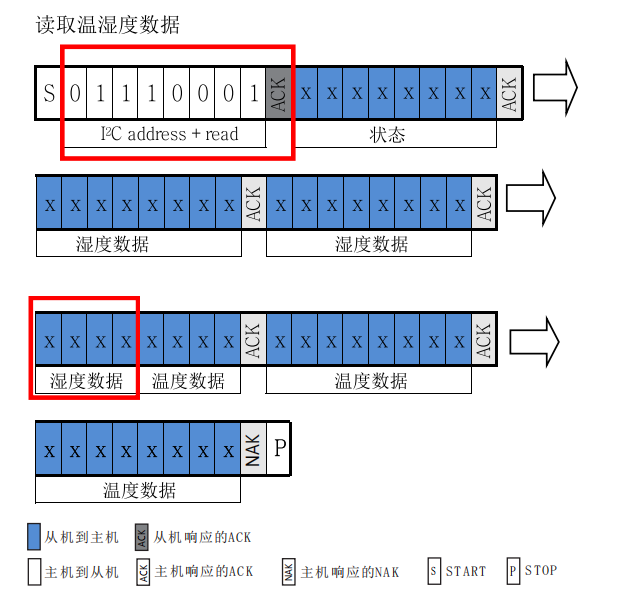 读取温湿度数据
S 0 1 1 1 0 0 0 1 ACK x x x x x x x x ACK
I²C address + read 状态
x x x x x x x x ACK x x x x x x x x ACK
湿度数据 湿度数据
x x x x x x x x ACK x x x x x x x x ACK
湿度数据 温度数据 温度数据
x x x x x x x x NAK P
温度数据
从机到主机 ACK 从机响应的ACK
主机到从机 ACK 主机响应的ACK NAK 主机响应的NAK S START P STOP